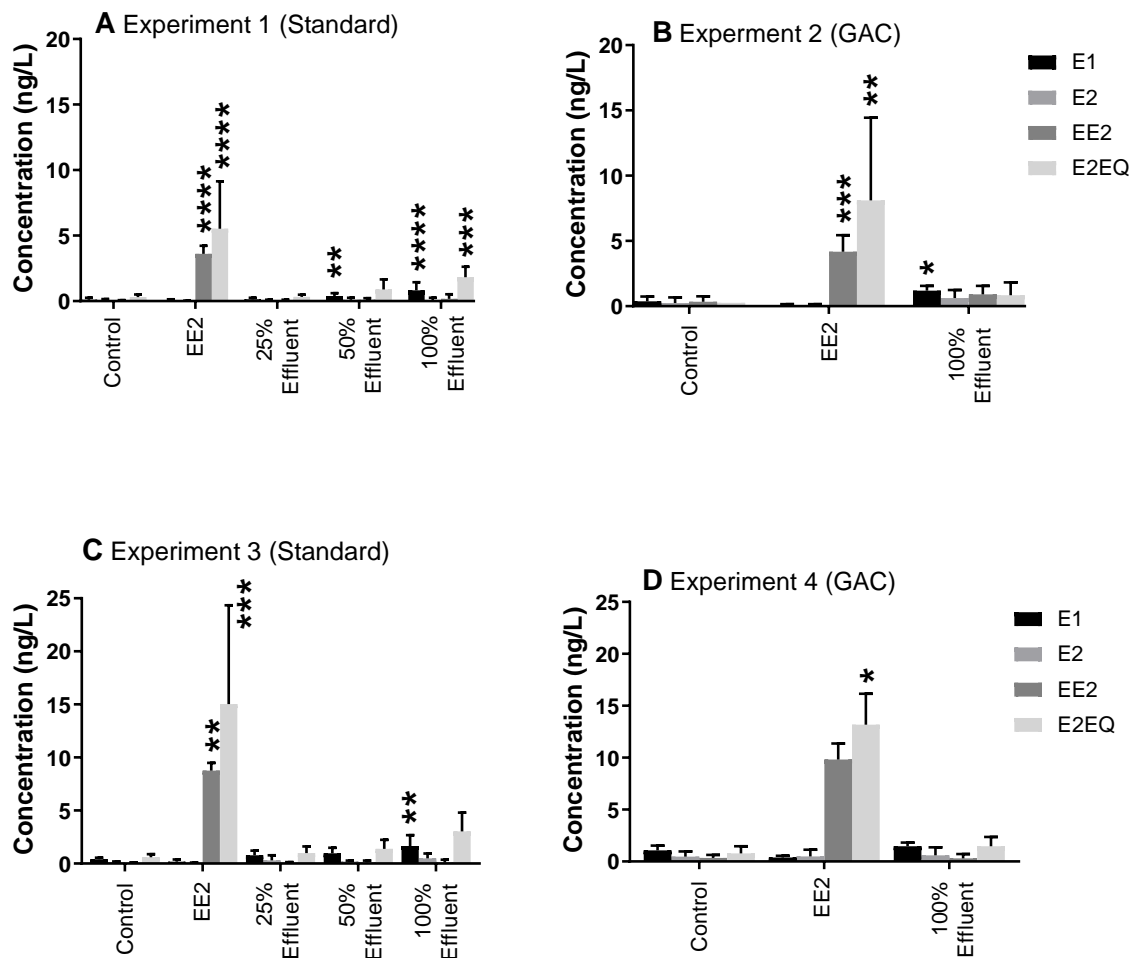 A Experiment 1 (Standard)
Concentration (ng/L)
20
15
10
5
0
****
****
**
****
***
Control
EE2
25%
Effluent
50%
Effluent
100%
Effluent
B Experment 2 (GAC)
Concentration (ng/L)
20
15
10
5
0
***
**
*
Control
EE2
100%
Effluent
E1
E2
EE2
E2EQ
C Experiment 3 (Standard)
Concentration (ng/L)
25
20
15
10
5
0
**
***
**
Control
EE2
25%
Effluent
50%
Effluent
100%
Effluent
D Experiment 4 (GAC)
Concentration (ng/L)
25
20
15
10
5
0
*
Control
EE2
100%
Effluent
E1
E2
EE2
E2EQ